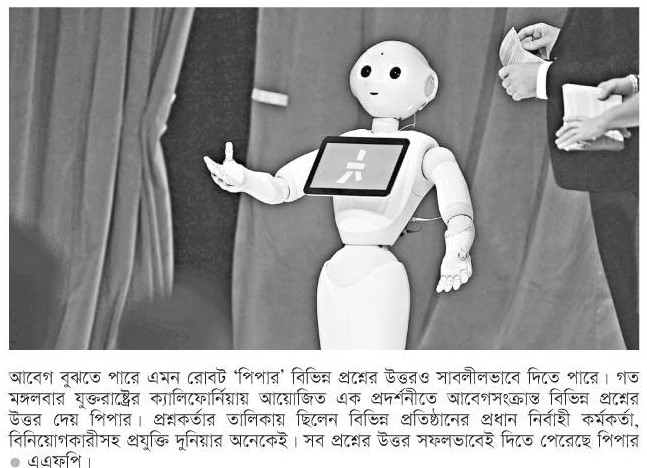 আবেগ বুঝতে পারে এমন রোবট ‘পিপার’ বিভিন্ন প্রশ্নের উত্তরও সাবলীলভাবে দিতে পারে। গত
মঙ্গলবার যুক্তরাষ্ট্রের ক্যালিফোর্নিয়ায় আয়োজিত এক প্রদর্শনীতে আবেগসংক্রান্ত বিভিন্ন প্রশ্নের
উত্তর দেয় পিপার। প্রশ্নকর্তার তালিকায় ছিলেন বিভিন্ন প্রতিষ্ঠানের প্রধান নির্বাহী কর্মকর্তা,
বিনিয়োগকারীসহ প্রযুক্তি দুনিয়ার অনেকেই। সব প্রশ্নের উত্তর সফলভাবেই দিতে পেরেছে পিপার
● এএফপি।